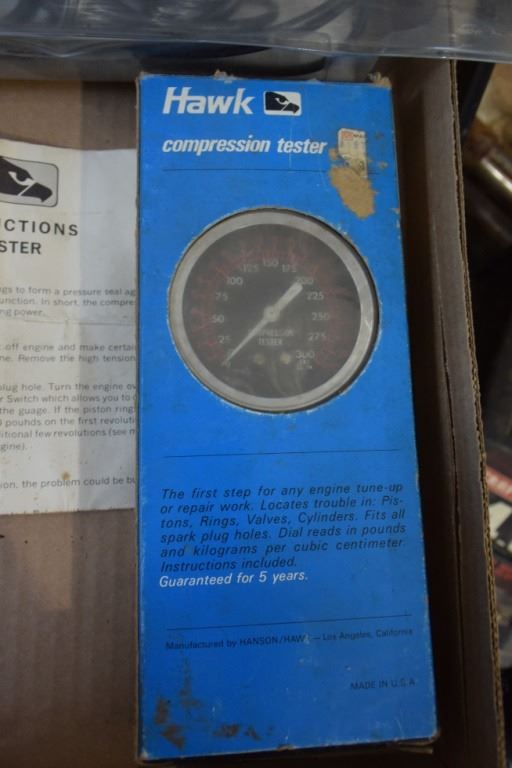 Hawk
compression tester
25
50
75
100
125
150
175
200
225
250
275
300
COMPRESSION
TESTER
The first step for any engine tune-up
or repair work. Locates trouble in: Pis-
tons, Rings, Valves, Cylinders. Fits all
spark plug holes. Dial reads in pounds
and kilograms per cubic centimeter.
Instructions included.
Guaranteed for 5 years.
Manufactured by HANSON/HAWK – Los Angeles, California
MADE IN U.S.A.
UCTIONS
STER
ngs to form a pressure seal ag
unction. In short, the compre
ng power.
off engine and make certai
ne. Remove the high tension
plug hole. Turn the engine ov
r Switch which allows you to
the guage. If the piston ring
pounds on the first revoluti
ditional few revolutions (see
gine).
ion, the problem could be bu